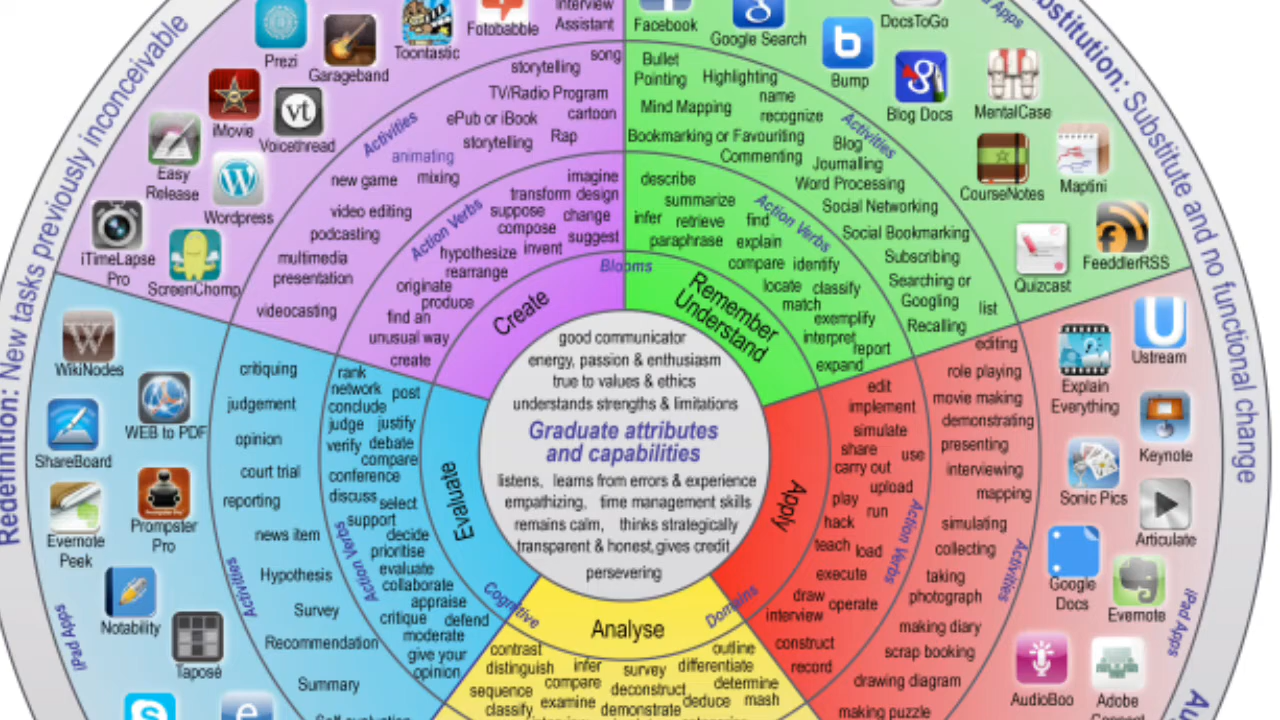 Redefinition: New tasks previously inconceivable
Substitution: Substitute and no functional change
Interview
Assistant
Fotobabble
Toontastic
Prezi
Garageband
iMovie
Voicethread
Easy
Release
Wordpress
iTimeLapse
Pro
ScreenChomp
song
storytelling
TV/Radio Program
cartoon
ePub or iBook
storytelling
Rap
Activities
animating
mixing
new game
video editing
podcasting
multimedia
presentation
videocasting
imagine
transform design
suppose
change
compose
suggest
Action Verbs
hypothesize
invent
rearrange
originate
produce
find an
unusual way
create
Blooms
Create
Facebook
Google Search
DocsToGo
Apps
Bump
Blog Docs
MentalCase
CourseNotes
Maptini
Quizcast
FeeddlerRSS
Bullet
Pointing
Highlighting
name
Mind Mapping
recognize
Bookmarking or Favouriting
Activities
Commenting
Blog
Journalling
Word Processing
Social Networking
Social Bookmarking
Subscribing
Searching or
Googling
list
Recalling
describe
summarize
infer
retrieve
find
Action Verbs
paraphrase
explain
compare
identify
locate
classify
match
exemplify
interpret
report
expand
Remember
Understand
good communicator
energy, passion & enthusiasm
true to values & ethics
understands strengths & limitations
Graduate attributes
and capabilities
listens, learns from errors & experience
empathizing, time management skills
remains calm, thinks strategically
transparent & honest, gives credit
persevering
WikiNodes
WEB to PDF
ShareBoard
Prompster
Pro
Evernote
Peek
Notability
Taposé
iPad Apps
critiquing
judgement
opinion
court trial
reporting
news item
Activities
Hypothesis
Survey
Recommendation
Summary
rank
network
post
conclude
judge
justify
verify
debate
compare
conference
discuss
select
support
decide
Action Verbs
prioritise
evaluate
collaborate
appraise
critique
defend
moderate
give your
opinion
Evaluate
Cognitive
Domains
Analyse
contrast
outline
distinguish
infer
survey
differentiate
sequence
compare
deconstruct
determine
classify
examine
demonstrate
deduce
mash
Apply
edit
implement
simulate
share
use
carry out
upload
play
run
hack
teach
load
Action Verbs
execute
draw
operate
interview
construct
record
editing
role playing
movie making
demonstrating
presenting
interviewing
mapping
simulating
collecting
Activities
taking
photograph
making diary
scrap booking
drawing diagram
making puzzle
Ustream
Explain
Everything
Keynote
Sonic Pics
Articulate
Google
Docs
Evernote
iPad Apps
AudioBoo
Adobe